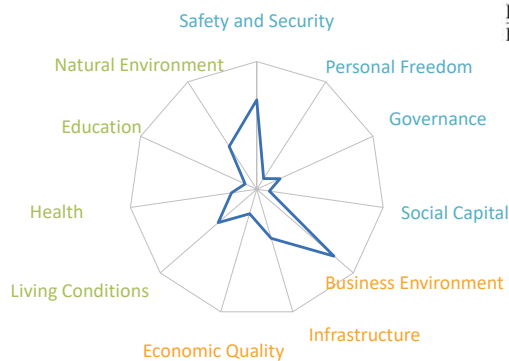 Safety and Security
Natural Environment
Personal Freedom
Education
Governance
Health
Social Capital
Living Conditions
Business Environment
Infrastructure
Economic Quality